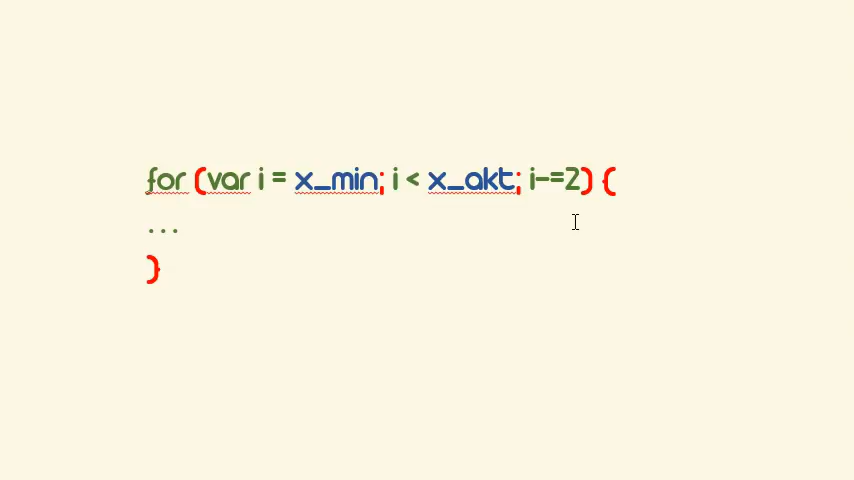 for (var i = x_min; i < x_akt; i-=2) {
...
}